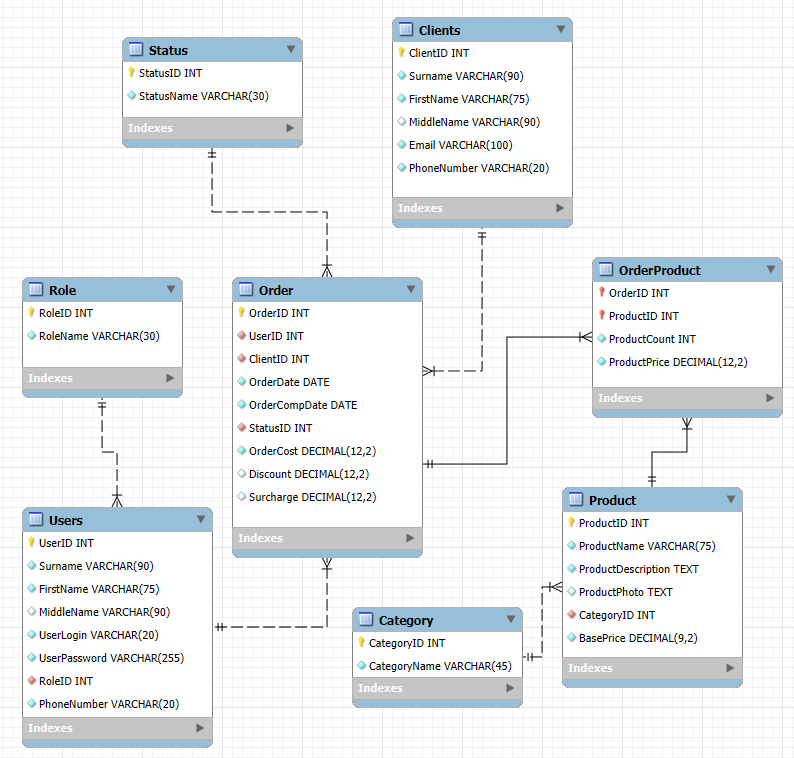 Status
StatusID INT
StatusName VARCHAR(30)
Indexes
Clients
ClientID INT
Surname VARCHAR(90)
FirstName VARCHAR(75)
MiddleName VARCHAR(90)
Email VARCHAR(100)
PhoneNumber VARCHAR(20)
Indexes
Role
RoleID INT
RoleName VARCHAR(30)
Indexes
Order
OrderID INT
UserID INT
ClientID INT
OrderDate DATE
OrderCompDate DATE
StatusID INT
OrderCost DECIMAL(12,2)
Discount DECIMAL(12,2)
Surcharge DECIMAL(12,2)
Indexes
OrderProduct
OrderID INT
ProductID INT
ProductCount INT
ProductPrice DECIMAL(12,2)
Indexes
Users
UserID INT
Surname VARCHAR(90)
FirstName VARCHAR(75)
MiddleName VARCHAR(90)
UserLogin VARCHAR(20)
UserPassword VARCHAR(255)
RoleID INT
PhoneNumber VARCHAR(20)
Indexes
Category
CategoryID INT
CategoryName VARCHAR(45)
Indexes
Product
ProductID INT
ProductName VARCHAR(75)
ProductDescription TEXT
ProductPhoto TEXT
CategoryID INT
BasePrice DECIMAL(9,2)
Indexes